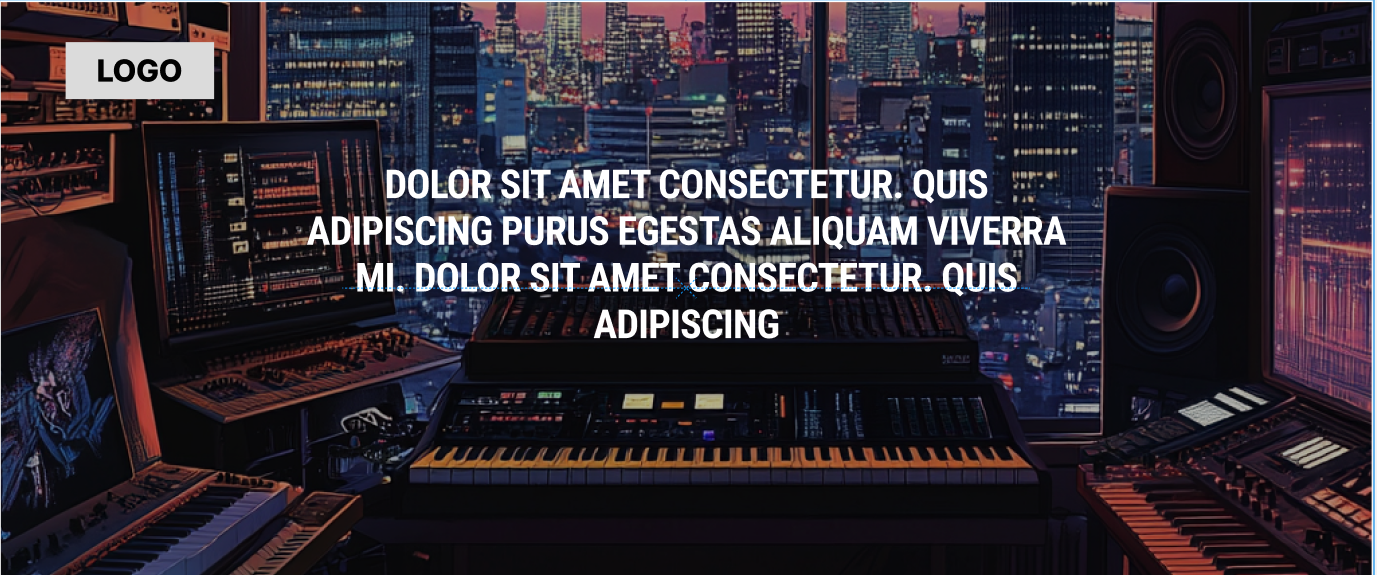 LOGO
DOLOR SIT AMET CONSECTETUR. QUIS
ADIPISCING PURUS EGESTAS ALIQUAM VIVERRA
MI. DOLOR SIT AMET CONSECTETUR. QUIS
ADIPISCING